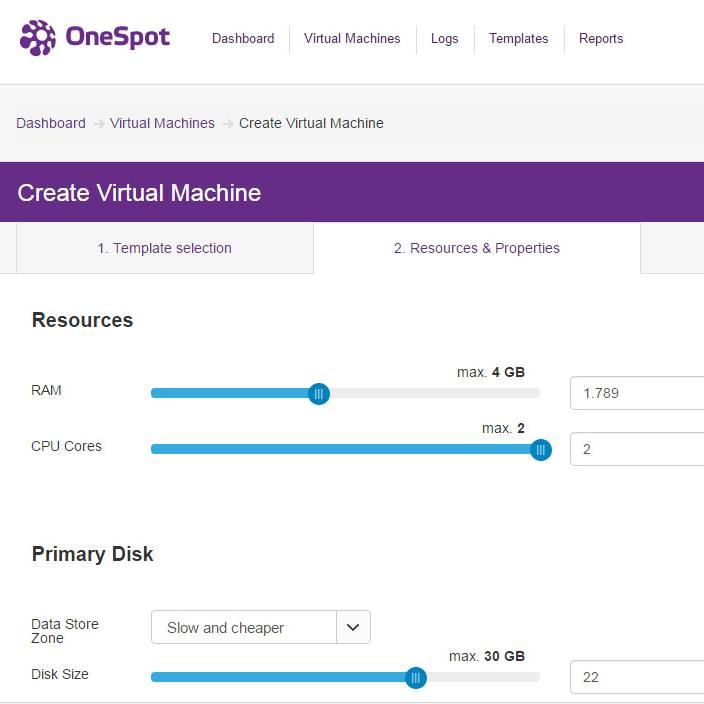 OneSpot
Dashboard Virtual Machines Logs Templates Reports
Dashboard Virtual Machines Create Virtual Machine
Create Virtual Machine
1. Template selection 2. Resources & Properties
Resources
max. 4 GB
RAM 1.789
max. 2
CPU Cores 2
Primary Disk
Data Store
Zone
Slow and cheaper
max. 30 GB
Disk Size 22